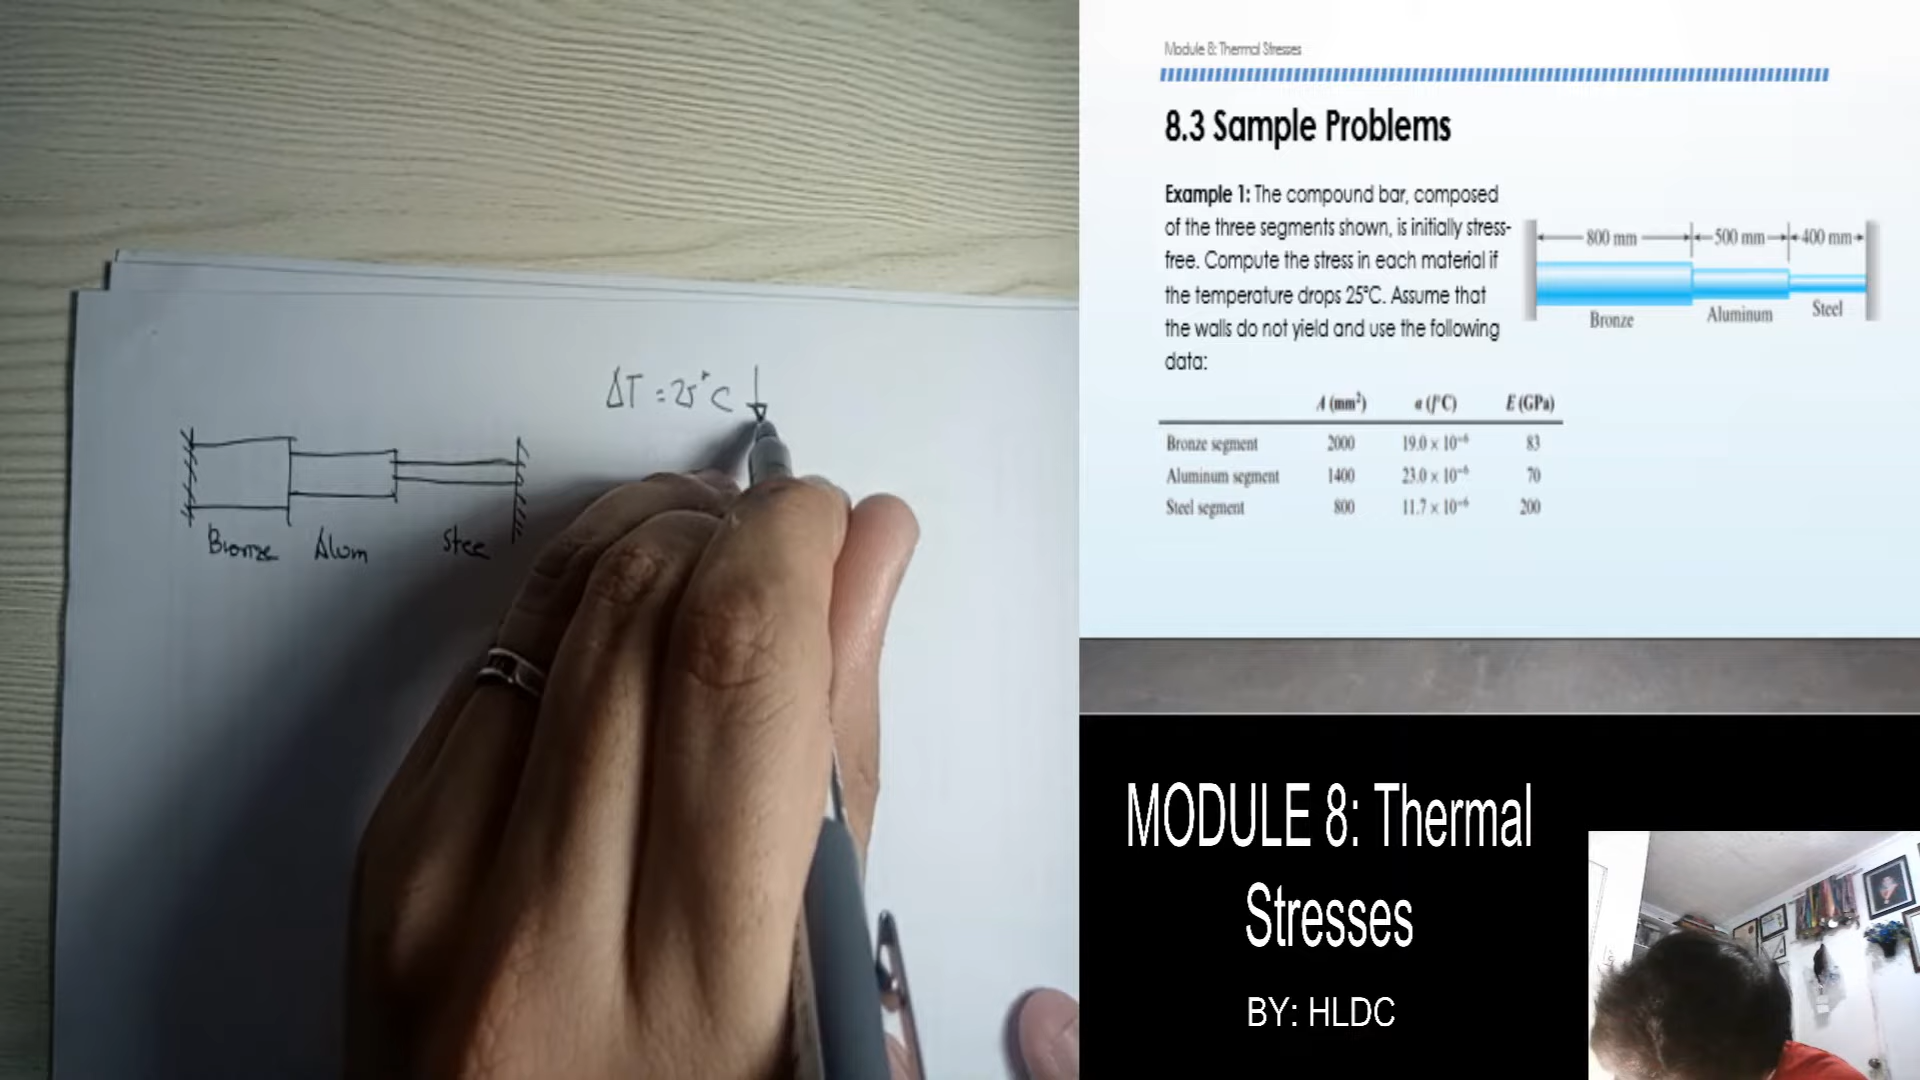 ΔT = 25°C ↓
Bronze Alum Stee
Module 8: Thermal Stresses
8.3 Sample Problems
Example 1: The compound bar, composed
of the three segments shown, is initially stress-
free. Compute the stress in each material if
the temperature drops 25°C. Assume that
the walls do not yield and use the following
data:
800 mm 500 mm 400 mm
Bronze Aluminum Steel
A (mm²) α (/°C) E (GPa)
Bronze segment 2000 19.0 × 10⁻⁶ 83
Aluminum segment 1400 23.0 × 10⁻⁶ 70
Steel segment 800 11.7 × 10⁻⁶ 200
MODULE 8: Thermal
Stresses
BY: HLDC